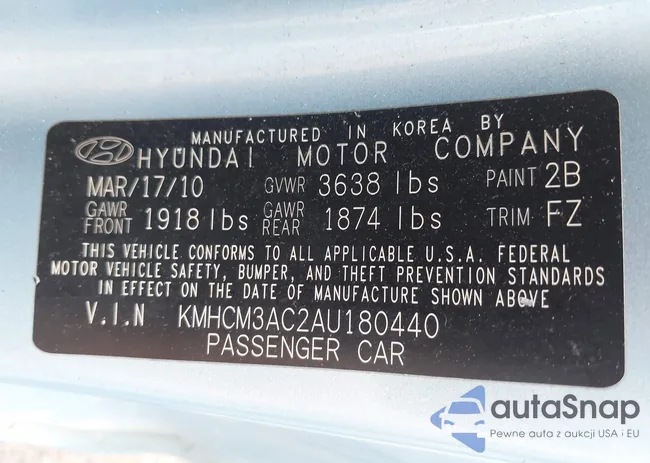 MANUFACTURED IN KOREA BY
HYUNDAI MOTOR COMPANY
MAR/17/10 GVWR 3638 lbs PAINT 2B
GAWR FRONT 1918 lbs GAWR REAR 1874 lbs TRIM FZ
THIS VEHICLE CONFORMS TO ALL APPLICABLE U.S.A. FEDERAL
MOTOR VEHICLE SAFETY, BUMPER, AND THEFT PREVENTION STANDARDS
IN EFFECT ON THE DATE OF MANUFACTURE SHOWN ABOVE
V.I.N KMHCM3AC2AU180440
PASSENGER CAR
autaSnap
Pewne auta z aukcji USA i EU